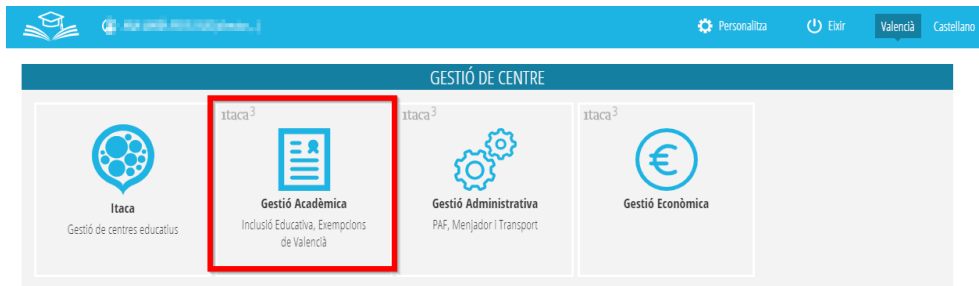 Personalitza
Eixir
Valencià
Castellano
GESTIÓ DE CENTRE
Itaca
Gestió de centres educatius
ıtaca3
Gestió Acadèmica
Inclusió Educativa, Exempcions
de Valencià
ıtaca3
Gestió Administrativa
PAF, Menjador I Transport
ıtaca3
€
Gestió Econòmica